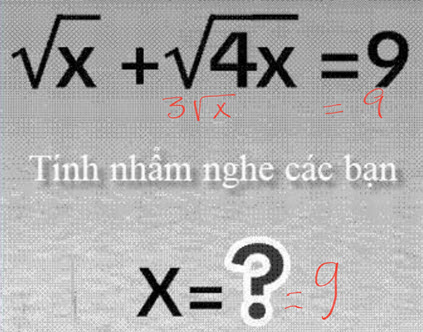 √x + √4x = 9
3√x = 9
Tính nhẩm nghe các bạn
X = ? = 9